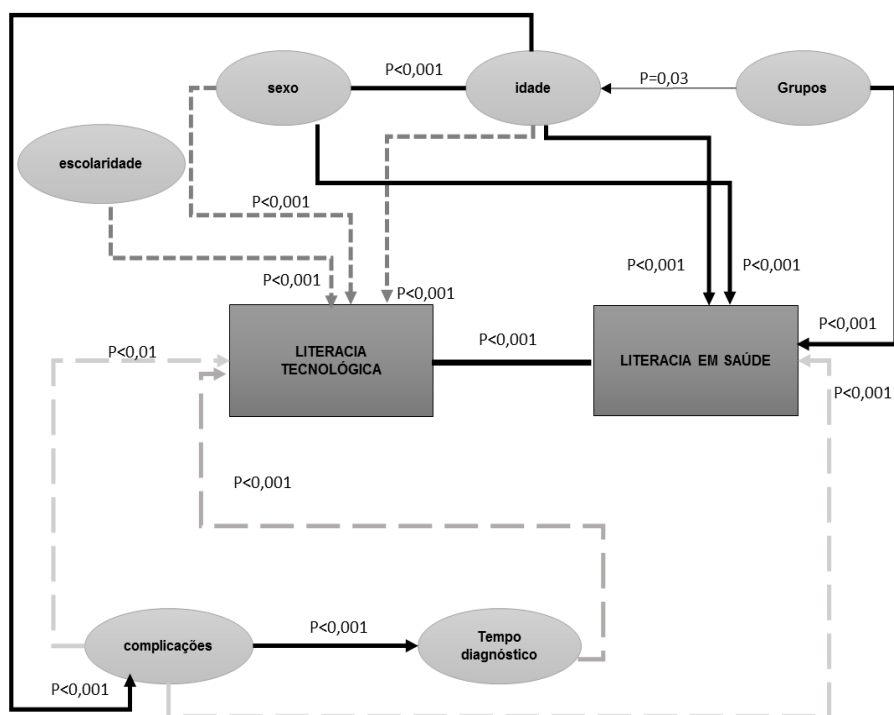 P<0,001
P=0,03
sexo
idade
Grupos
escolaridade
P<0,001
P<0,001
P<0,001
P<0,001
P<0,001
P<0,001
P<0,001
LITERACIA
TECNOLÓGICA
P<0,001
LITERACIA EM SAÚDE
P<0,01
P<0,001
P<0,001
P<0,001
complicações
Tempo
diagnóstico
P<0,001